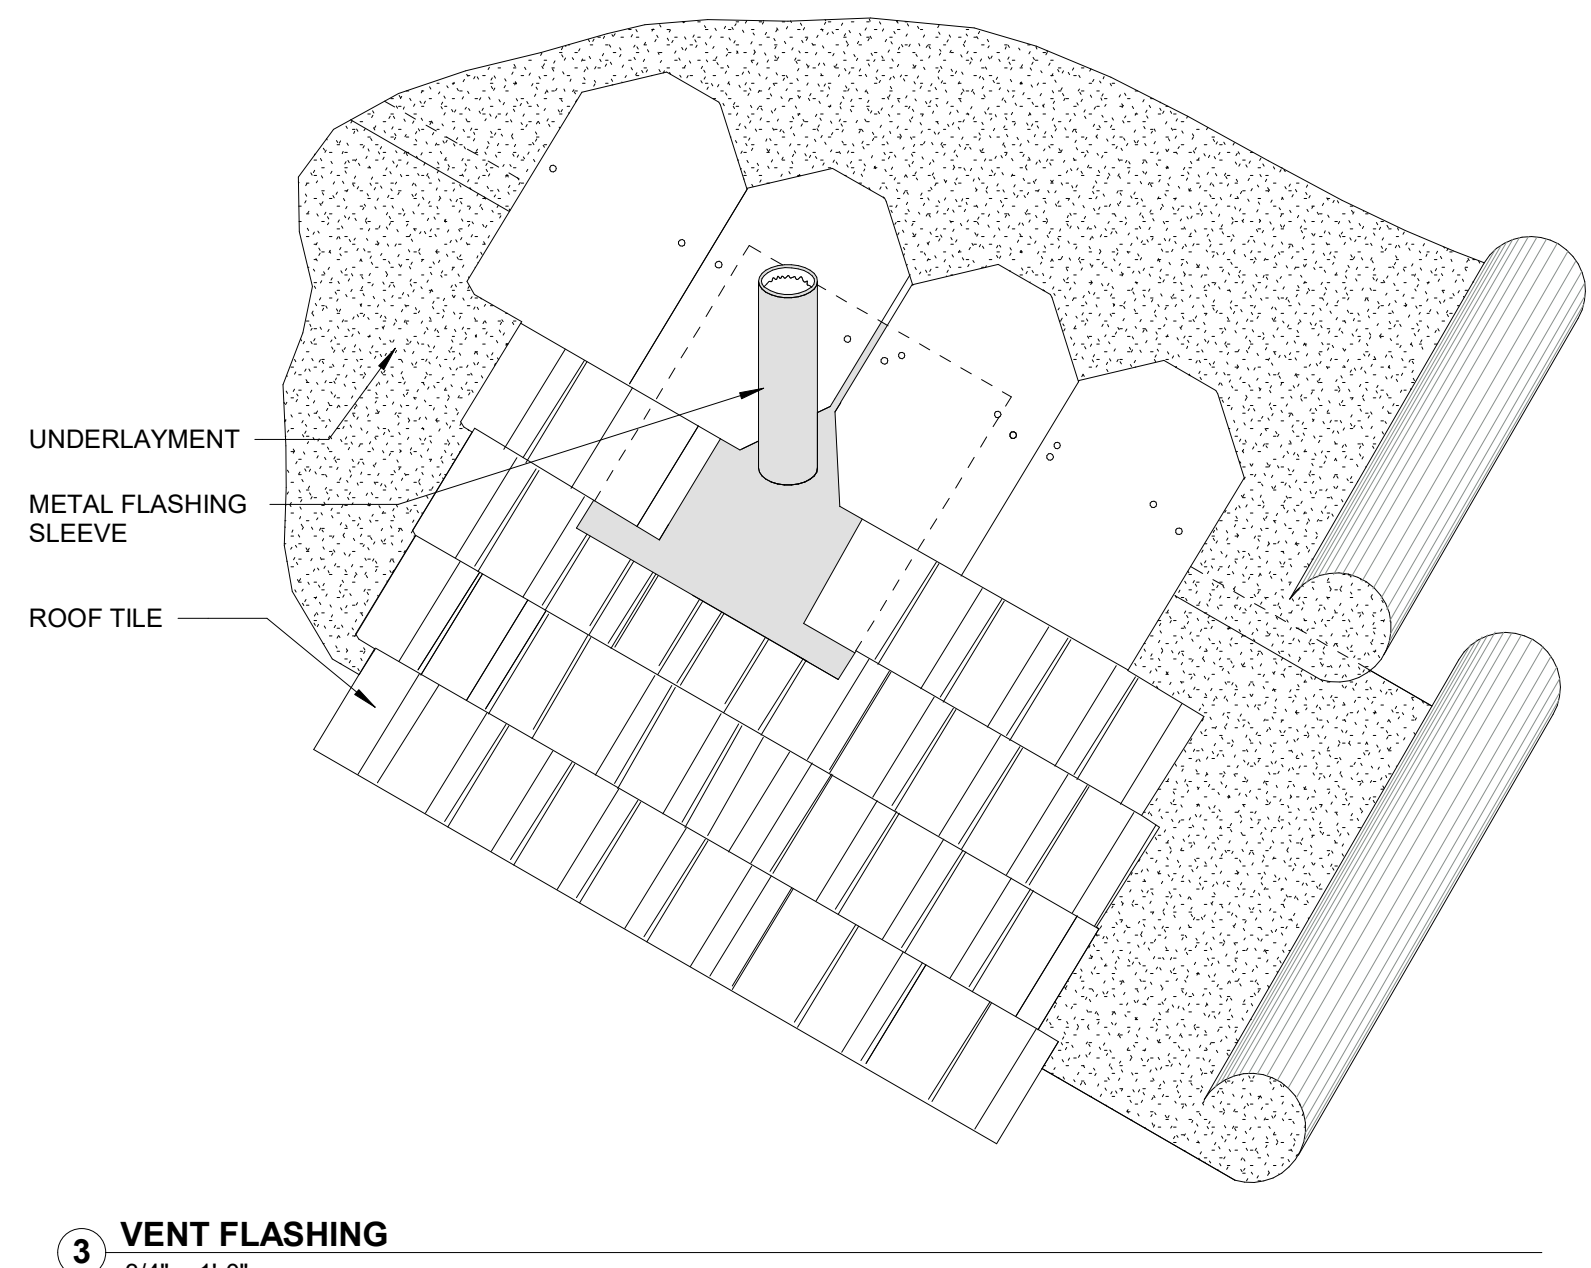 UNDERLAYMENT
METAL FLASHING
SLEEVE
ROOF TILE
3
VENT FLASHING